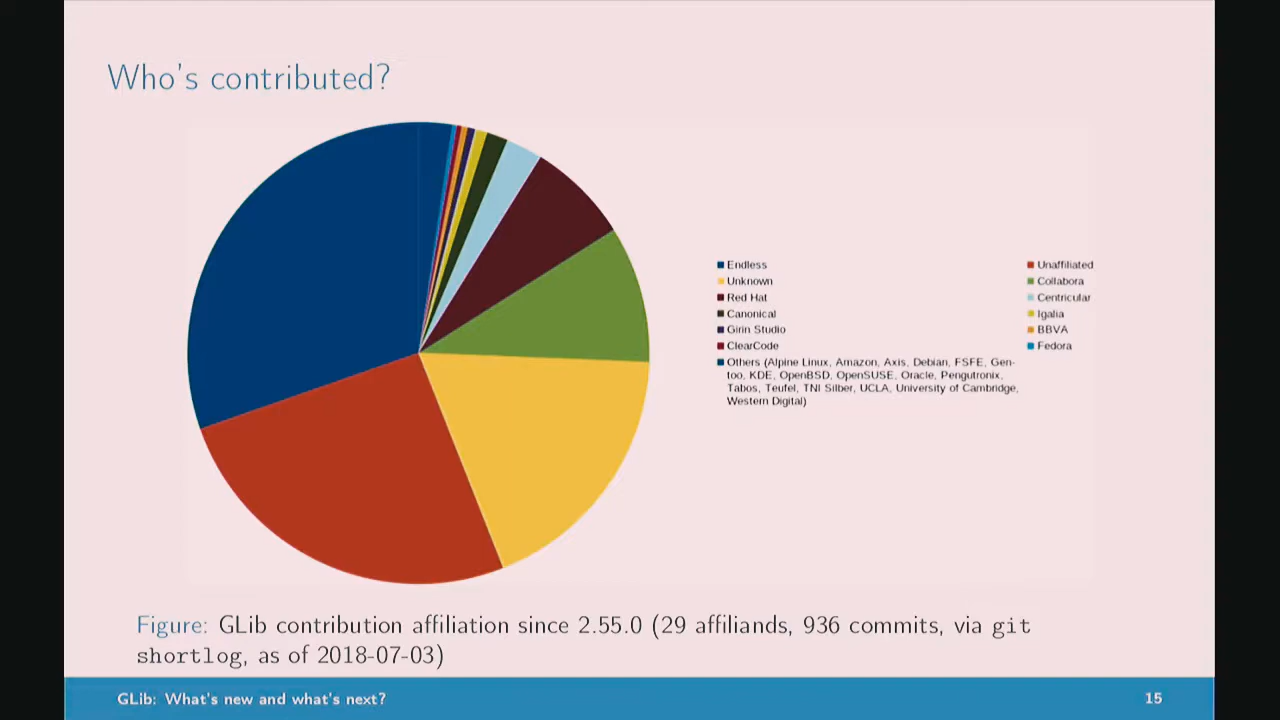 Who's contributed?
Endless
Unaffiliated
Unknown
Collabora
Red Hat
Centricular
Canonical
Igalia
Girin Studio
BBVA
ClearCode
Fedora
Others (Alpine Linux, Amazon, Axis, Debian, FSFE, Gen-
too, KDE, OpenBSD, OpenSUSE, Oracle, Pengutronix,
Tabos, Teufel, TNI Silber, UCLA, University of Cambridge,
Western Digital)
Figure: GLib contribution affiliation since 2.55.0 (29 affiliands, 936 commits, via git
shortlog, as of 2018-07-03)
GLib: What's new and what's next?
15